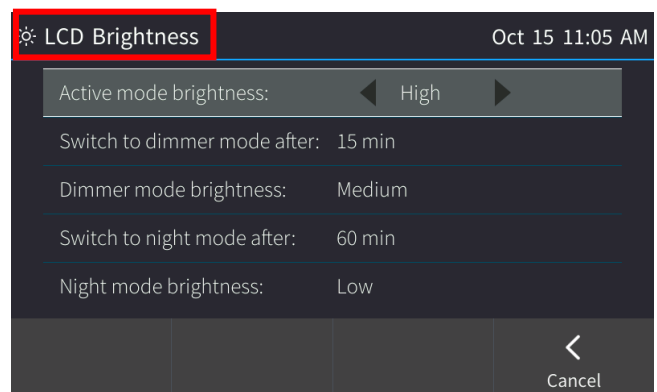 LCD Brightness Oct 15 11:05 AM
Active mode brightness: High
Switch to dimmer mode after: 15 min
Dimmer mode brightness: Medium
Switch to night mode after: 60 min
Night mode brightness: Low
Cancel